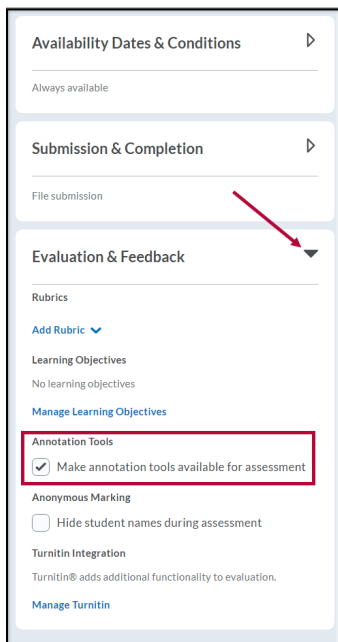 Availability Dates & Conditions
Always available
Submission & Completion
File submission
Evaluation & Feedback
Rubrics
Add Rubric
Learning Objectives
No learning objectives
Manage Learning Objectives
Annotation Tools
Make annotation tools available for assessment
Anonymous Marking
Hide student names during assessment
Turnitin Integration
TurnItIn® adds additional functionality to evaluation.
Manage Turnitin